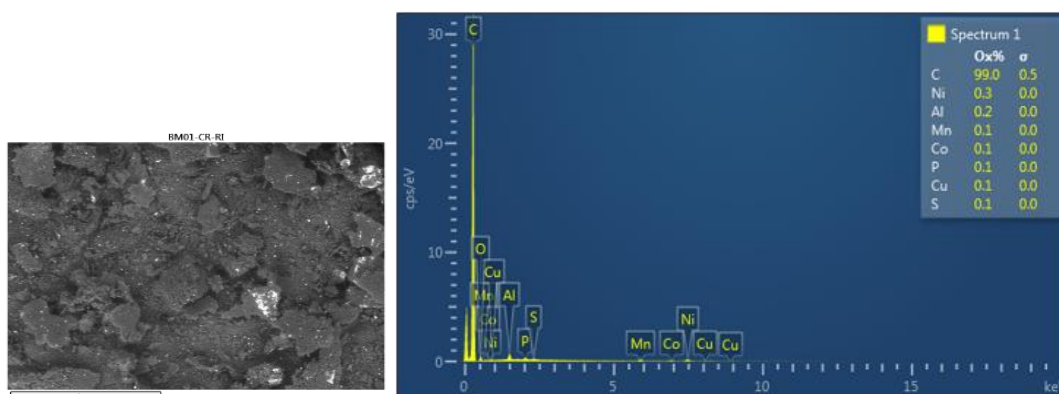 BM01-CR-RI
cps/eV
30
20
10
0
C
O
Cu
Mn
Al
Co
S
Ni
P
Mn
Co
Ni
Cu
Cu
0
5
10
15
ke
Spectrum 1
Ox% σ
C 99.0 0.5
Ni 0.3 0.0
Al 0.2 0.0
Mn 0.1 0.0
Co 0.1 0.0
P 0.1 0.0
Cu 0.1 0.0
S 0.1 0.0